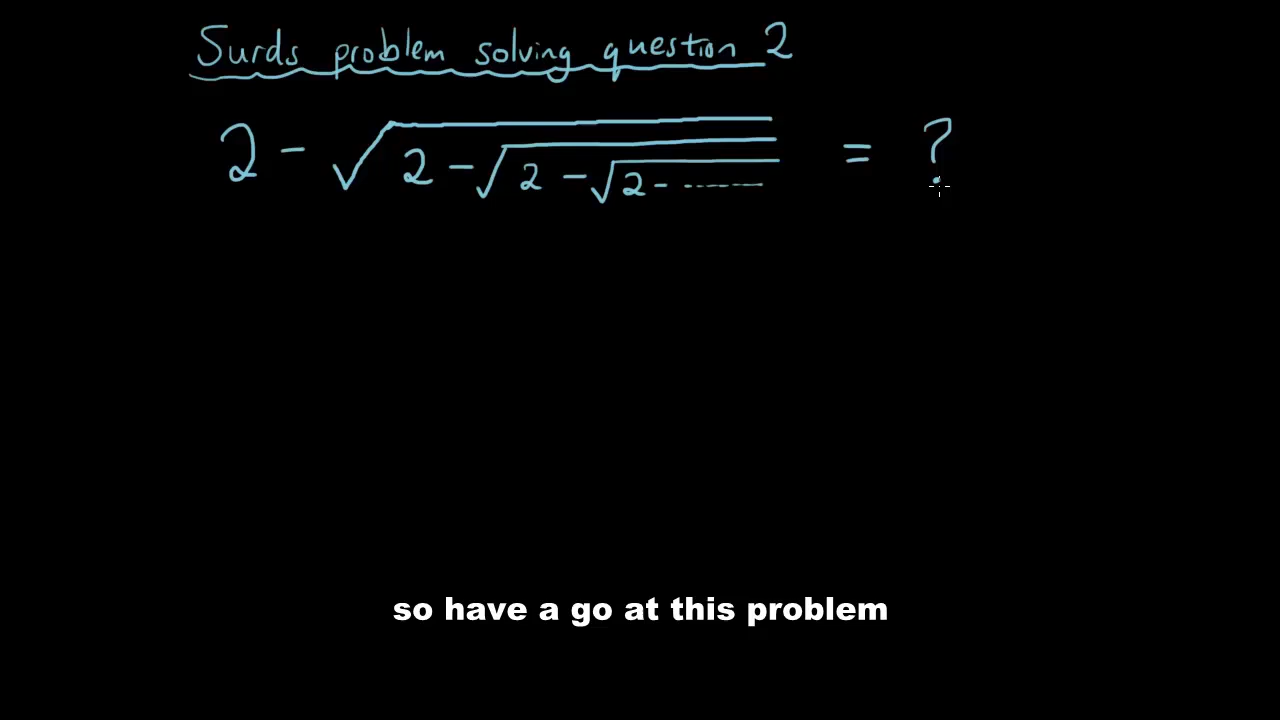 Surds problem solving question 2
2 - √(2 - √(2 - √(2 - ........ = ?
so have a go at this problem